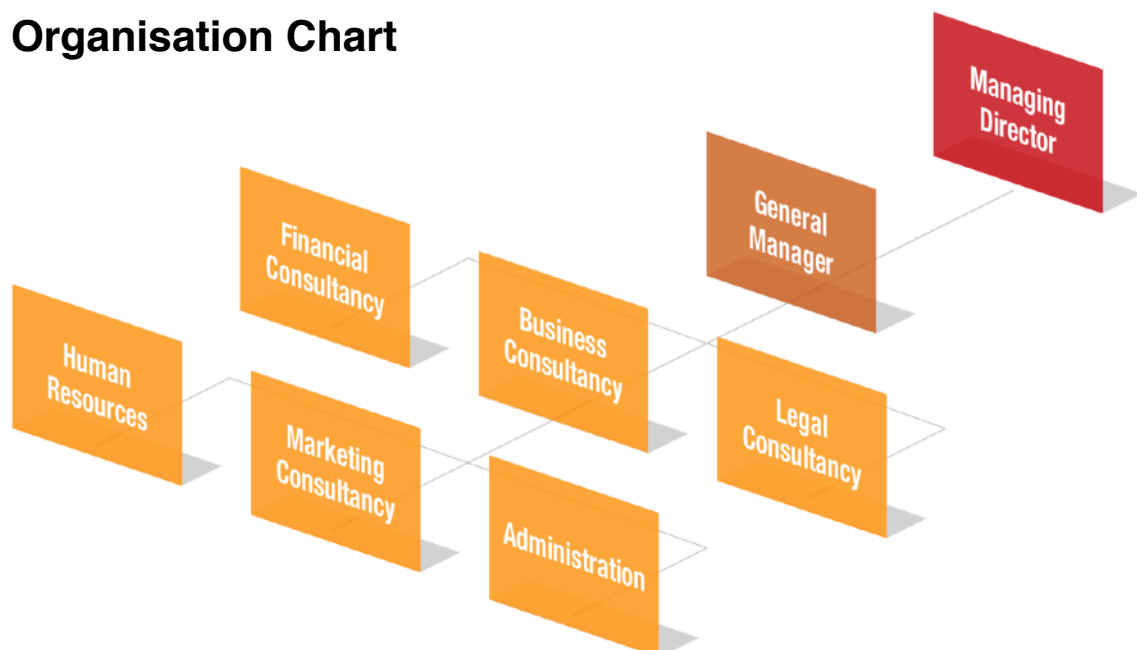 Organisation Chart
Managing
Director
General
Manager
Financial
Consultancy
Business
Consultancy
Legal
Consultancy
Human
Resources
Marketing
Consultancy
Administration